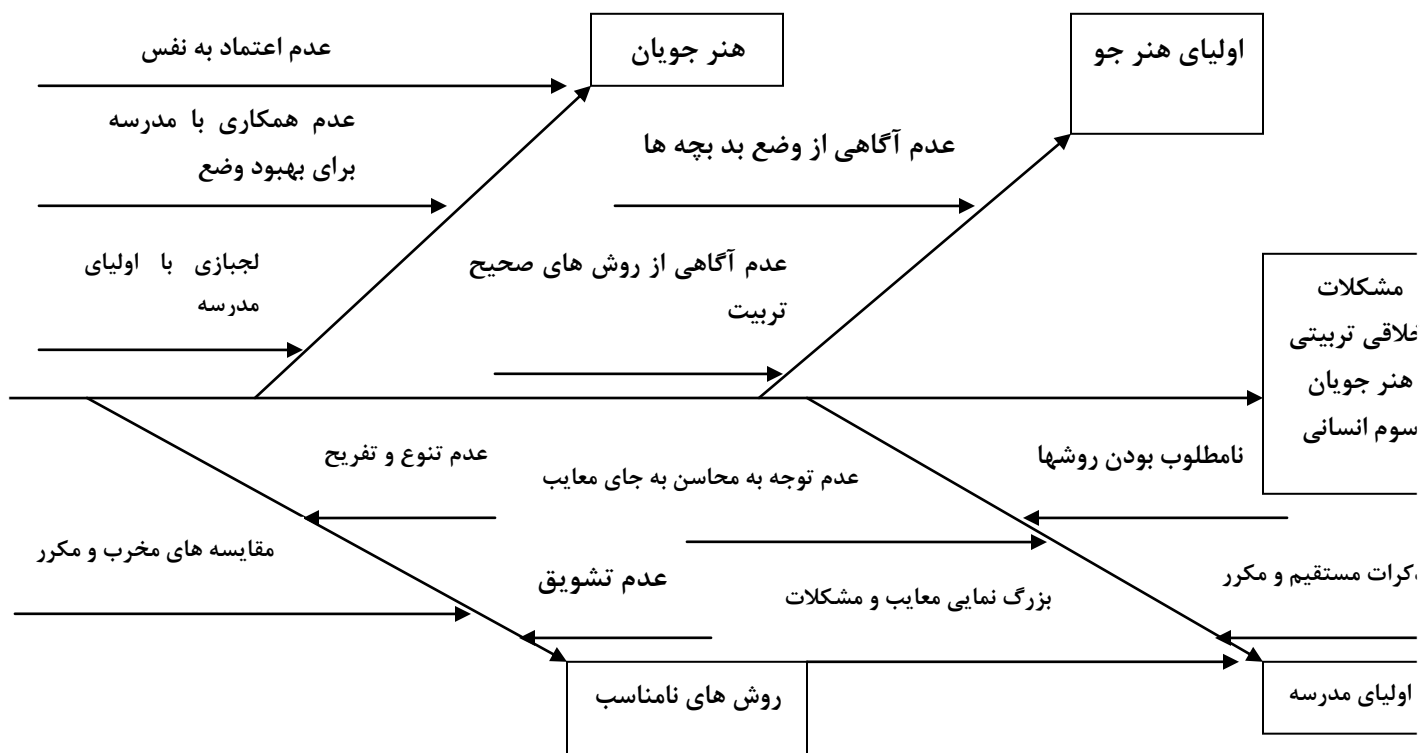 اولیای هنر جو
هنر جویان
عدم اعتماد به نفس
عدم همکاری با مدرسه
برای بهبود وضع
عدم آگاهی از وضع بد بچه ها
لجبازی با اولیای
مدرسه
عدم آگاهی از روش های صحیح
تربیت
مشکلات
تربیتی
هنر جویان
سوم انسانی
نامطلوب بودن روشها
عدم توجه به محاسن به جای معایب
عدم تنوع و تفریح
مقایسه های مخرب و مکرر
مستقیم و مکرر
بزرگ نمایی معایب و مشکلات
عدم تشویق
اولیای مدرسه
روش های نامناسب